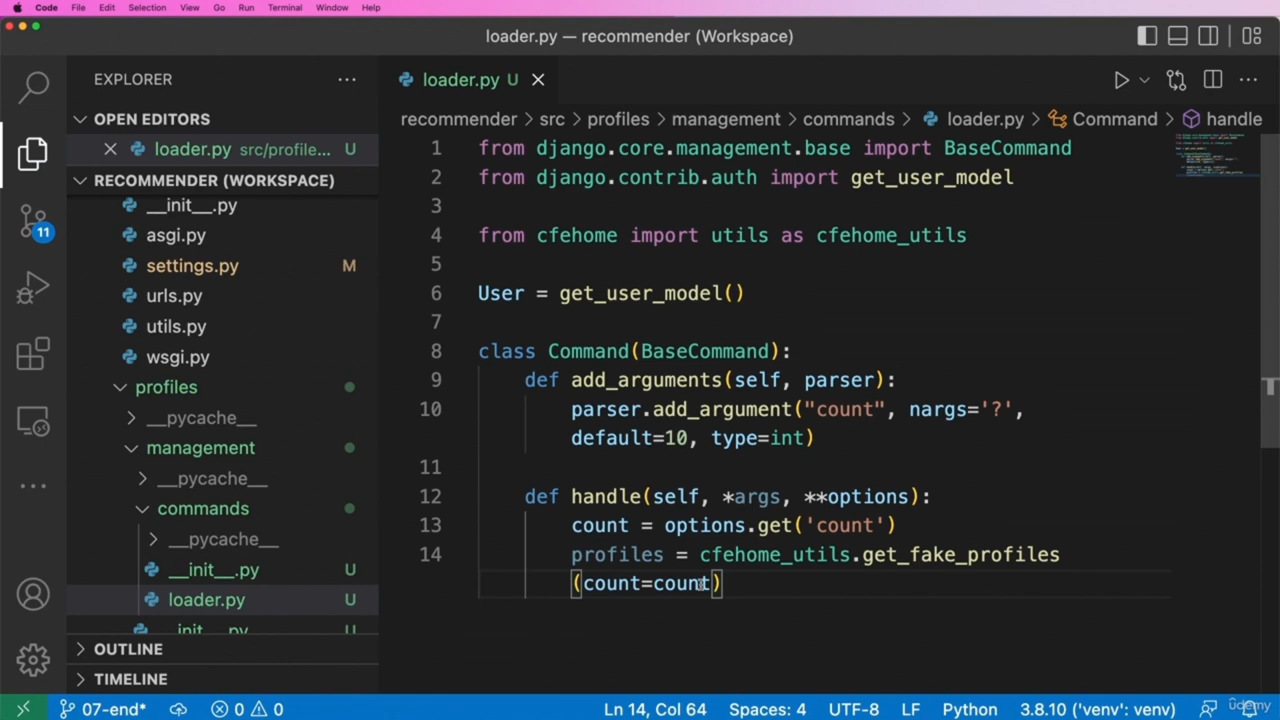 Code File Edit Selection View Go Run Terminal Window Help
loader.py — recommender (Workspace)
EXPLORER
loader.py U
OPEN EDITORS
loader.py src/profile... U
RECOMMENDER (WORKSPACE)
__init__.py
asgi.py
settings.py M
urls.py
utils.py
wsgi.py
profiles
__pycache__
management
__pycache__
commands
__pycache__
__init__.py U
loader.py U
__init__.py U
OUTLINE
TIMELINE
11
recommender > src > profiles > management > commands > loader.py > Command > handle
1 from django.core.management.base import BaseCommand
2 from django.contrib.auth import get_user_model
3
4 from cfehome import utils as cfehome_utils
5
6 User = get_user_model()
7
8 class Command(BaseCommand):
9 def add_arguments(self, parser):
10 parser.add_argument("count", nargs='?',
default=10, type=int)
11
12 def handle(self, *args, **options):
13 count = options.get('count')
14 profiles = cfehome_utils.get_fake_profiles
(count=count)
07-end* 0 0 Ln 14, Col 64 Spaces: 4 UTF-8 LF Python 3.8.10 ('venv': venv)
udemy